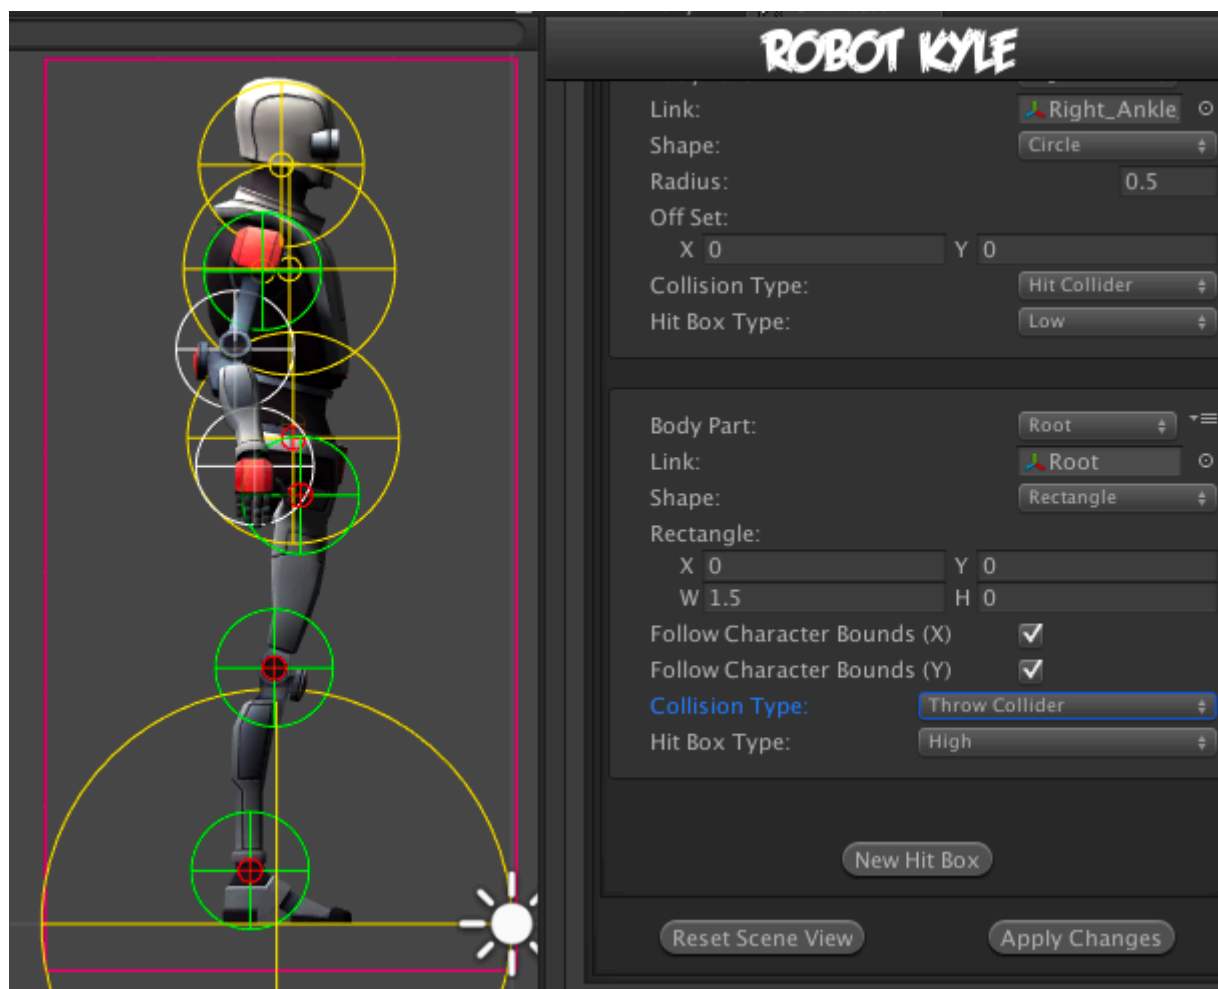 ROBOT KYLE
Link: Right_Ankle
Shape: Circle
Radius: 0.5
Off Set:
X 0 Y 0
Collision Type: Hit Collider
Hit Box Type: Low
Body Part: Root
Link: Root
Shape: Rectangle
Rectangle:
X 0 Y 0
W 1.5 H 0
Follow Character Bounds (X)
Follow Character Bounds (Y)
Collision Type: Throw Collider
Hit Box Type: High
New Hit Box
Reset Scene View Apply Changes